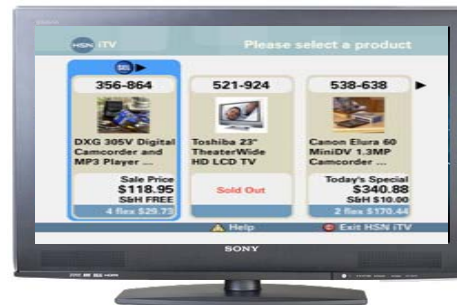 HSN iTV
Please select a product
SEL
356-864
DXG 305V Digital
Camcorder and
MP3 Player ...
Sale Price
$118.95
S&H FREE
4 flex $29.73
521-924
Toshiba 23"
TheaterWide
HD LCD TV
Sold Out
538-638
Canon Elura 60
MiniDV 1.3MP
Camcorder ...
Today's Special
$340.88
S&H $10.00
2 flex $170.44
A Help
C Exit HSN iTV
SONY